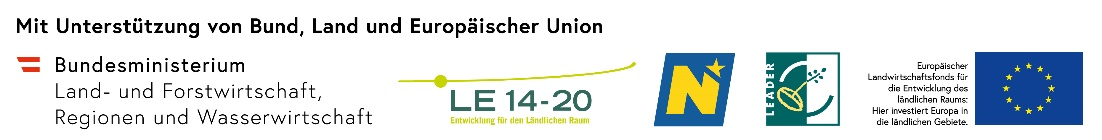 Mit Unterstützung von Bund, Land und Europäischer Union
Bundesministerium
Land- und Forstwirtschaft,
Regionen und Wasserwirtschaft
LE 14-20
Entwicklung für den Ländlichen Raum
N
LEADER
Europäischer
Landwirtschaftsfonds für
die Entwicklung des
ländlichen Raums:
Hier investiert Europa in
die ländlichen Gebiete.